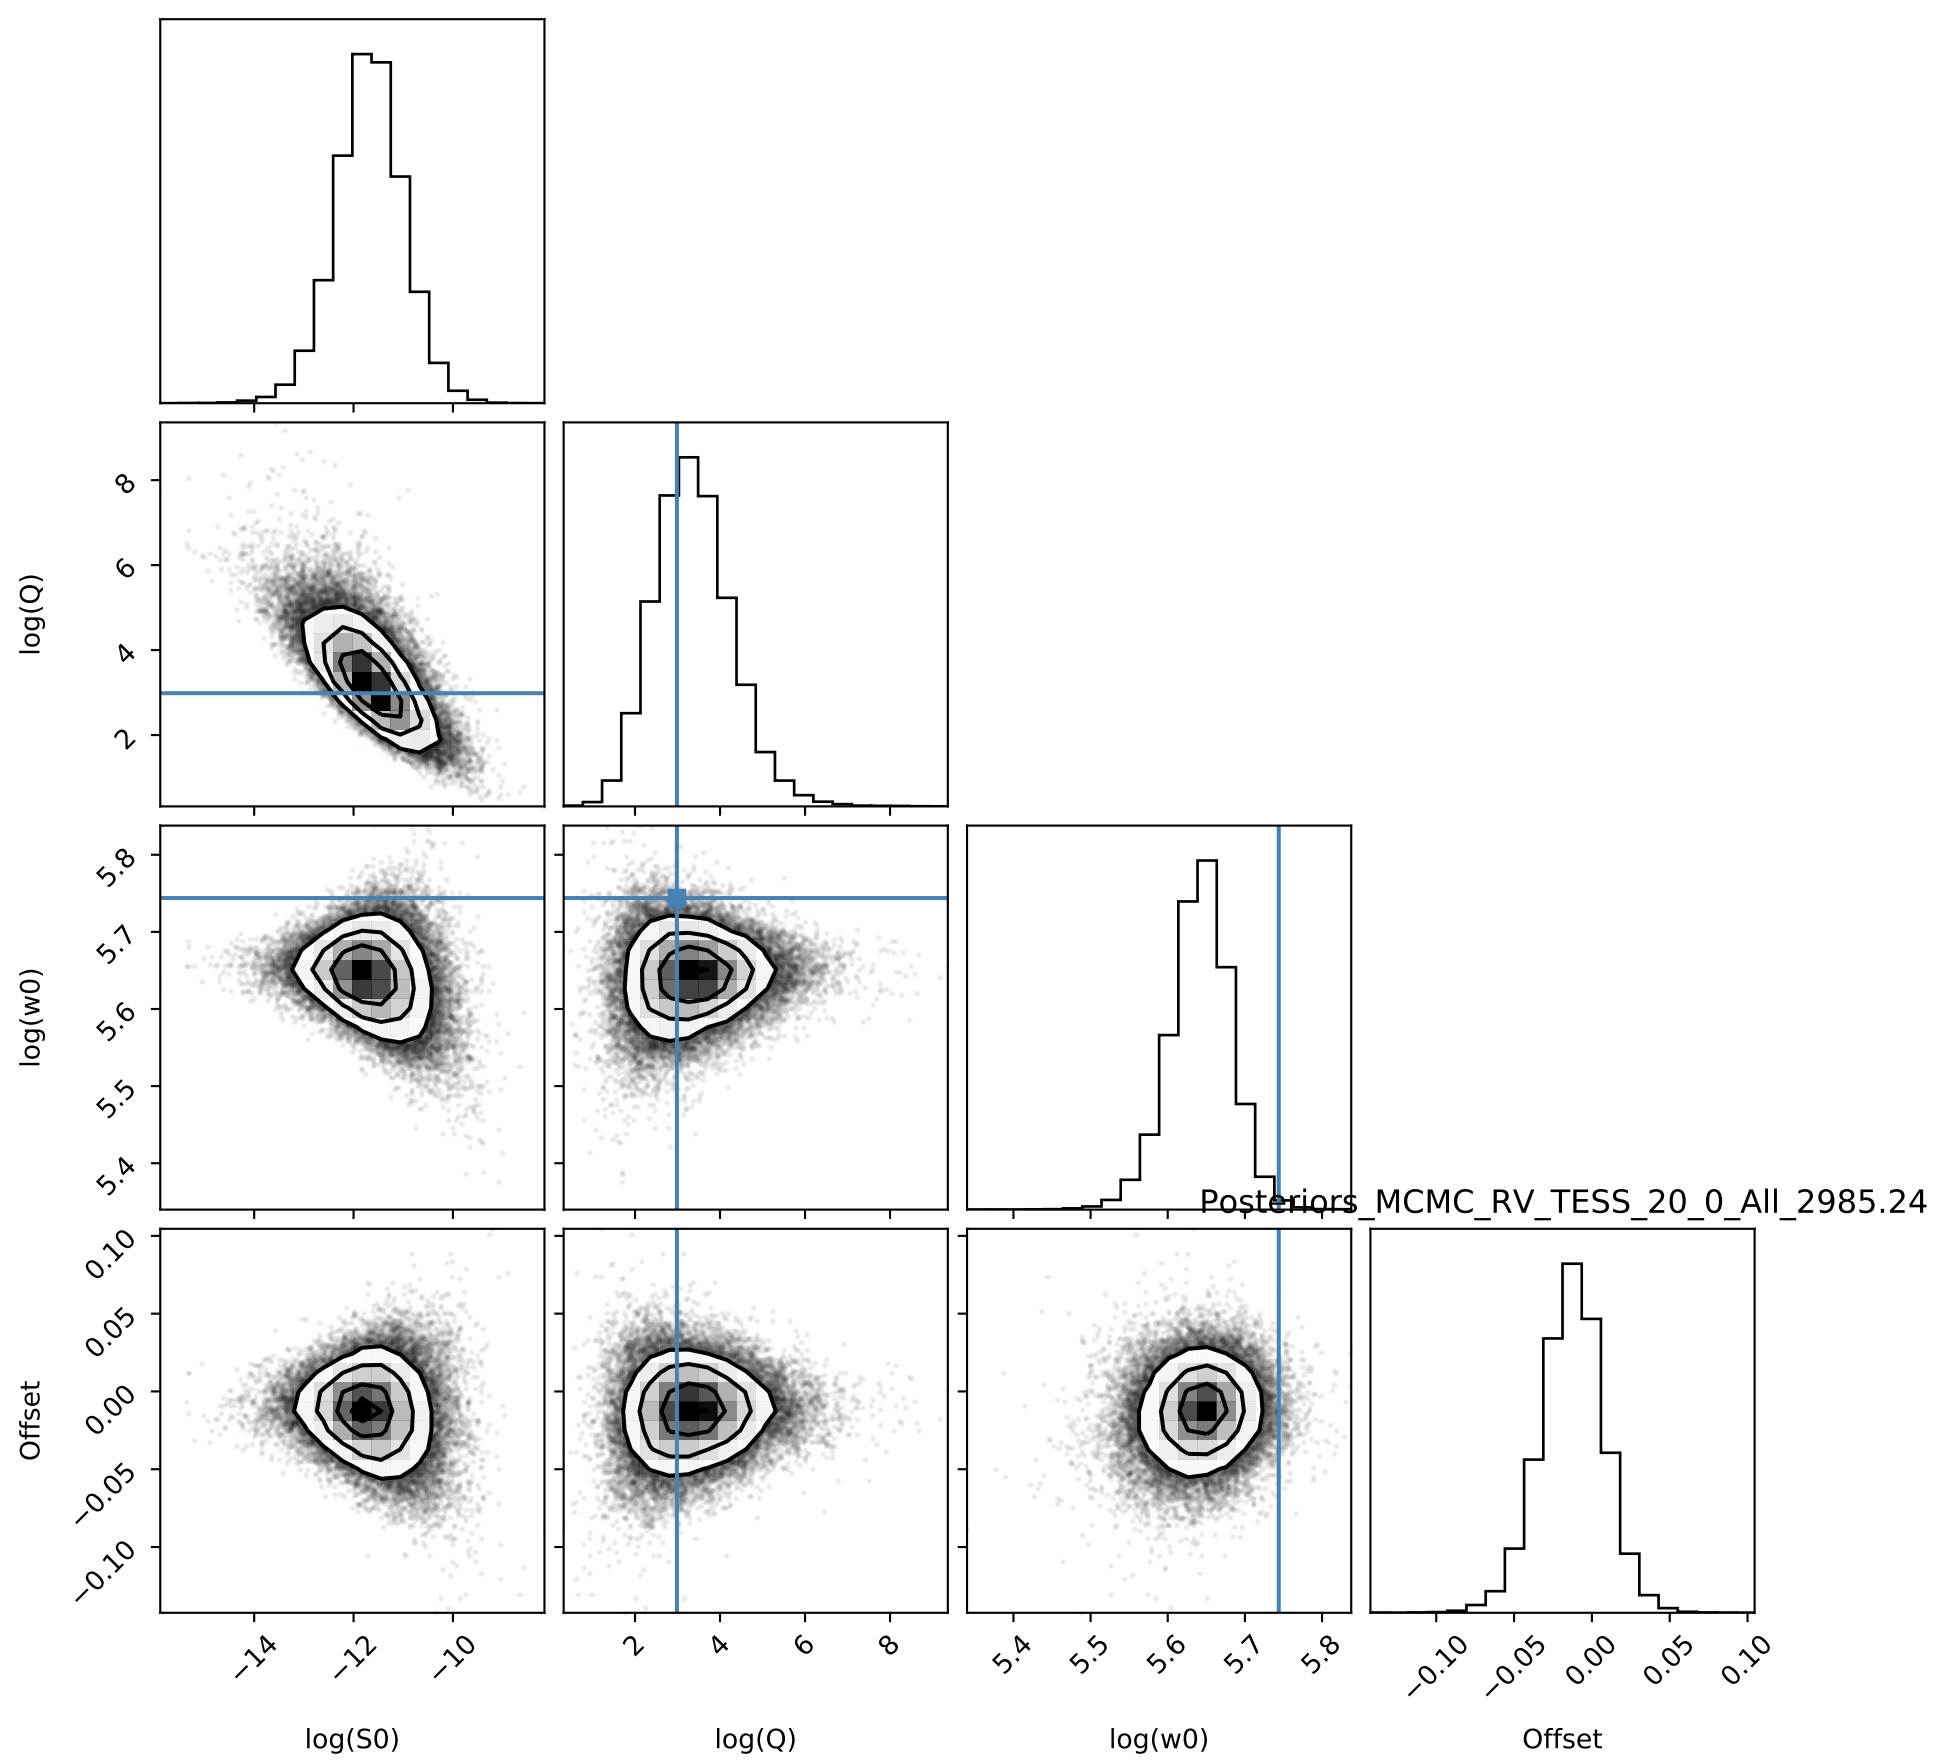 8
6
4
2
log(Q)
5.8
5.7
5.6
5.5
5.4
log(w0)
Posteriors_MCMC_RV_TESS_20_0_All_2985.24
0.10
0.05
0.00
−0.05
−0.10
Offset
−14 −12 −10
2 4 6 8
5.4 5.5 5.6 5.7 5.8
−0.10 −0.05 0.00 0.05 0.10
log(S0) log(Q) log(w0) Offset